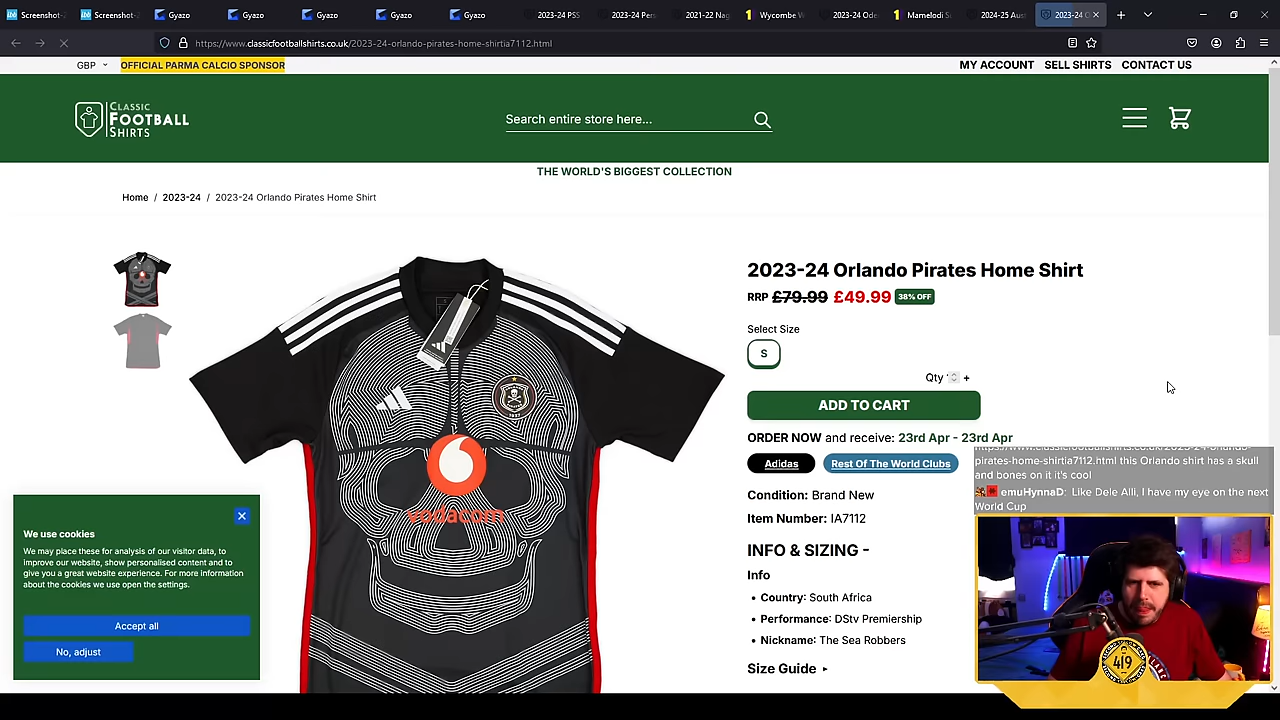 Screenshot-
Screenshot-
Gyazo
Gyazo
Gyazo
Gyazo
Gyazo
2023-24 PSS
2023-24 Per
2021-22 Nag
Wycombe W
2023-24 Ode
Mamelodi S
2024-25 Aus
2023-24 O
https://www.classicfootballshirts.co.uk/2023-24-orlando-pirates-home-shirtia7112.html
GBP
OFFICIAL PARMA CALCIO SPONSOR
MY ACCOUNT SELL SHIRTS CONTACT US
CLASSIC
FOOTBALL
SHIRTS
Search entire store here...
THE WORLD'S BIGGEST COLLECTION
Home / 2023-24 / 2023-24 Orlando Pirates Home Shirt
2023-24 Orlando Pirates Home Shirt
RRP £79.99 £49.99 38% OFF
Select Size
S
Qty +
ADD TO CART
ORDER NOW and receive: 23rd Apr - 23rd Apr
Adidas Rest Of The World Clubs
Condition: Brand New
Item Number: IA7112
INFO & SIZING -
Info
• Country: South Africa
• Performance: DStv Premiership
• Nickname: The Sea Robbers
Size Guide
vodacom
We use cookies
We may place these for analysis of our visitor data, to
improve our website, show personalised content and to
give you a great website experience. For more information
about the cookies we use open the settings.
Accept all
No, adjust
pirates-home-shirtia7112.html this Orlando shirt has a skull
and bones on it it's cool
emuHynnaD: Like Dele Alli, I have my eye on the next
World Cup
419